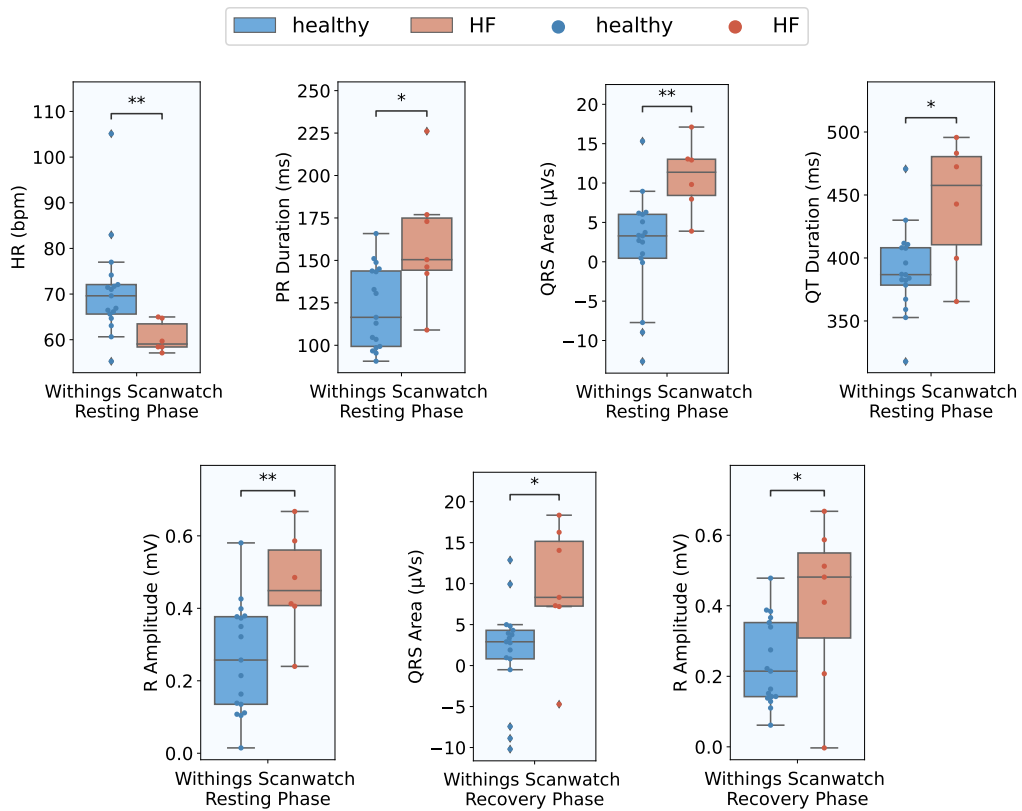 healthy HF healthy HF
HR (bpm)
110
100
90
80
70
60
**
Withings Scanwatch
Resting Phase
PR Duration (ms)
225
200
175
150
125
100
*
Withings Scanwatch
Resting Phase
QRS Area (μVs)
20
15
10
5
0
−5
−10
**
Withings Scanwatch
Resting Phase
QT Duration (ms)
500
450
400
350
*
Withings Scanwatch
Resting Phase
R Amplitude (mV)
0.6
0.4
0.2
0.0
**
Withings Scanwatch
Resting Phase
QRS Area (μVs)
20
15
10
5
0
−5
−10
*
Withings Scanwatch
Recovery Phase
R Amplitude (mV)
0.6
0.4
0.2
0.0
*
Withings Scanwatch
Recovery Phase